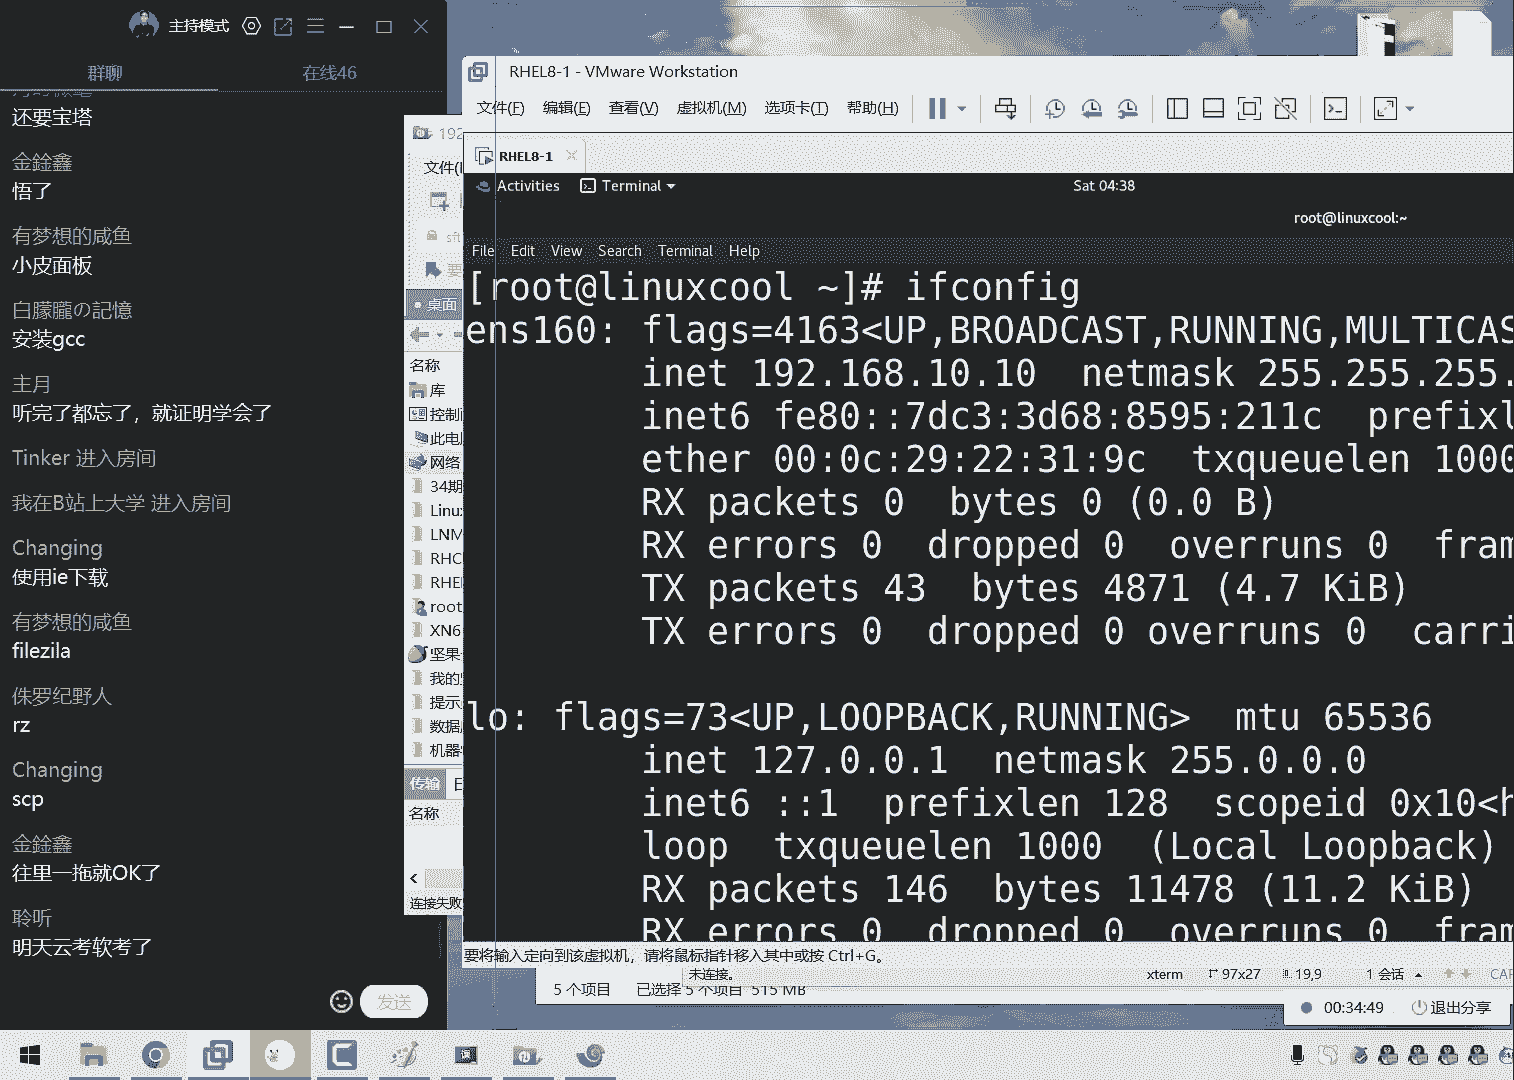 主持模式
群聊
在线46
还要宝塔
金銓鑫
悟了
有梦想的咸鱼
小皮面板
白朦朧の記憶
安装gcc
主月
听完了都忘了，就证明学会了
Tinker 进入房间
我在B站上大学 进入房间
Changing
使用ie下载
有梦想的咸鱼
filezila
侏罗纪野人
rz
Changing
scp
金銓鑫
往里一拖就OK了
聆听
明天云考软考了
发送
192
文件(
sft
要
桌面
名称
库
控制
此电
网络
34期
Linu
LNM
RHC
RHE
root
XN6
坚果
我的
提示
数据
机器
传输
名称
连接失败
RHEL8-1 - VMware Workstation
文件(F) 编辑(E) 查看(V) 虚拟机(M) 选项卡(T) 帮助(H)
RHEL8-1
Activities Terminal
Sat 04:38
root@linuxcool:~
File Edit View Search Terminal Help
[root@linuxcool ~]# ifconfig
ens160: flags=4163<UP,BROADCAST,RUNNING,MULTICAS
inet 192.168.10.10 netmask 255.255.255.
inet6 fe80::7dc3:3d68:8595:211c prefixl
ether 00:0c:29:22:31:9c txqueuelen 1000
RX packets 0 bytes 0 (0.0 B)
RX errors 0 dropped 0 overruns 0 fram
TX packets 43 bytes 4871 (4.7 KiB)
TX errors 0 dropped 0 overruns 0 carri
lo: flags=73<UP,LOOPBACK,RUNNING> mtu 65536
inet 127.0.0.1 netmask 255.0.0.0
inet6 ::1 prefixlen 128 scopeid 0x10<h
loop txqueuelen 1000 (Local Loopback)
RX packets 146 bytes 11478 (11.2 KiB)
RX errors 0 dropped 0 overruns 0 fram
要将输入定向到该虚拟机，请将鼠标指针移入其中或按 Ctrl+G。
未连接。
xterm 97x27 19,9 1 会话 CAP
5 个项目 已选择 5 个项目 515 MB
00:34:49 退出分享